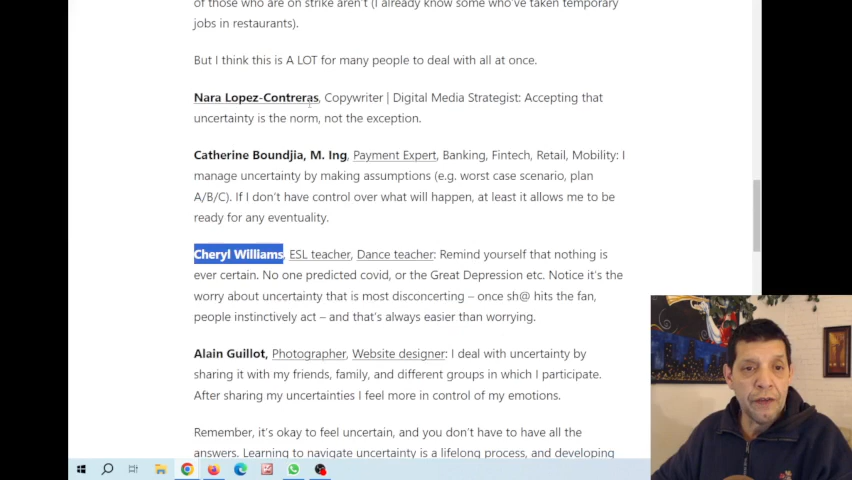 of those who are on strike aren't (I already know some who've taken temporary
jobs in restaurants).
But I think this is A LOT for many people to deal with all at once.
Nara Lopez-Contreras, Copywriter | Digital Media Strategist: Accepting that
uncertainty is the norm, not the exception.
Catherine Boundjia, M. Ing, Payment Expert, Banking, Fintech, Retail, Mobility: I
manage uncertainty by making assumptions (e.g. worst case scenario, plan
A/B/C). If I don't have control over what will happen, at least it allows me to be
ready for any eventuality.
Cheryl Williams, ESL teacher, Dance teacher: Remind yourself that nothing is
ever certain. No one predicted covid, or the Great Depression etc. Notice it's the
worry about uncertainty that is most disconcerting – once sh@ hits the fan,
people instinctively act – and that's always easier than worrying.
Alain Guillot, Photographer, Website designer: I deal with uncertainty by
sharing it with my friends, family, and different groups in which I participate.
After sharing my uncertainties I feel more in control of my emotions.
Remember, it's okay to feel uncertain, and you don't have to have all the
answers. Learning to navigate uncertainty is a lifelong process, and developing